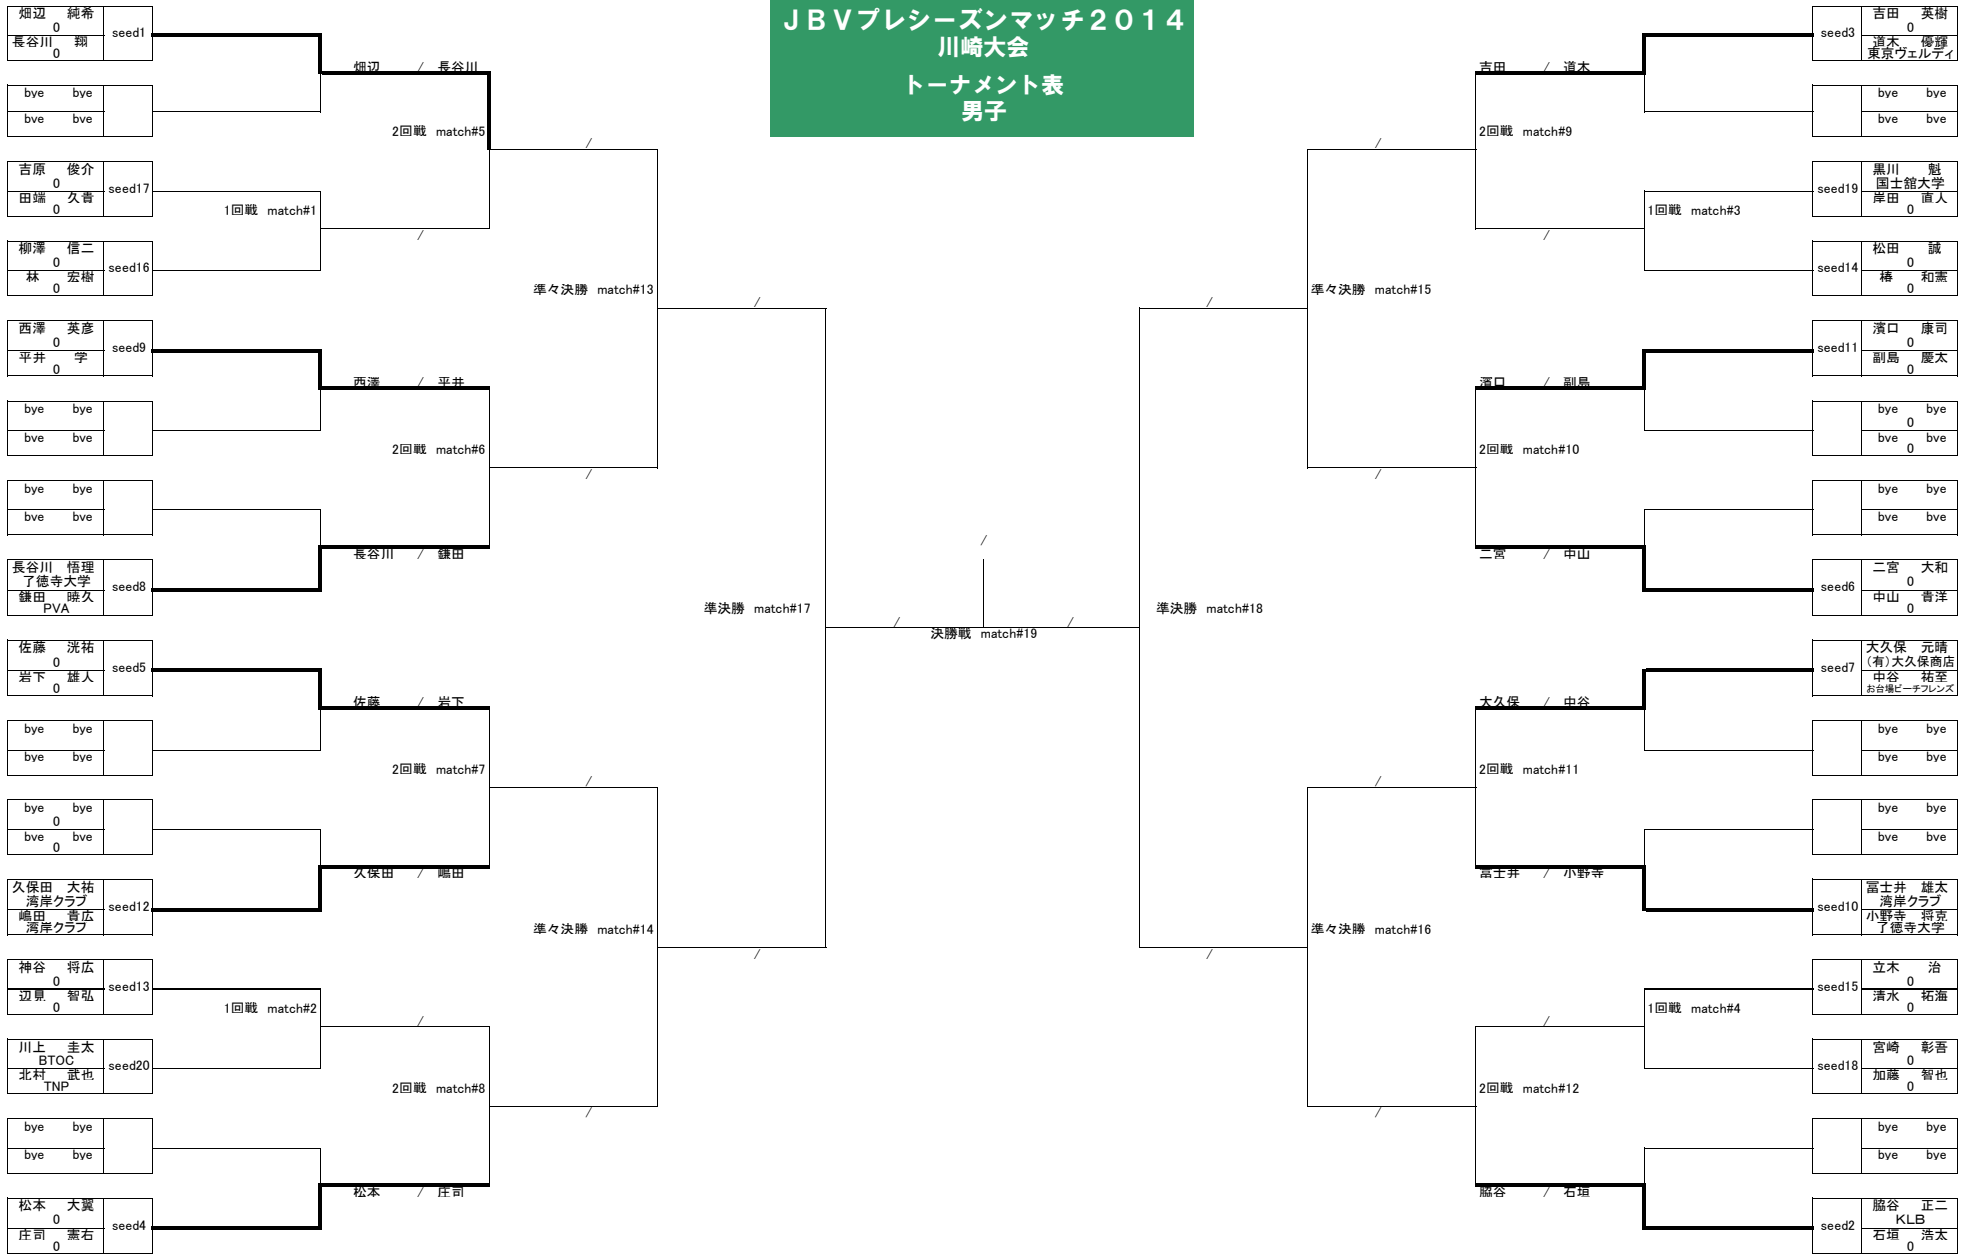 JBVプレシーズンマッチ2014
川崎大会
トーナメント表
男子
畑辺 純希
0
長谷川 翔
0
seed1
bye bye
bye bye
吉原 俊介
0
田端 久貴
0
seed17
柳澤 信二
0
林 宏樹
0
seed16
西澤 英彦
0
平井 学
0
seed9
bye bye
bye bye
bye bye
bye bye
長谷川 悟理
了徳寺大学
鎌田 暁久
PVA
seed8
佐藤 洸祐
0
岩下 雄人
0
seed5
bye bye
bye bye
bye bye
0
bye bye
0
久保田 大祐
湾岸クラブ
嶋田 貴広
湾岸クラブ
seed12
神谷 将広
0
辺見 智弘
0
seed13
川上 圭太
BTOC
北村 武也
TNP
seed20
bye bye
bye bye
松本 大翼
0
庄司 憲右
0
seed4
1回戦 match#1
1回戦 match#2
畑辺 / 長谷川
2回戦 match#5
/
西澤 / 平井
2回戦 match#6
長谷川 / 鎌田
佐藤 / 岩下
2回戦 match#7
久保田 / 嶋田
/
2回戦 match#8
松本 / 庄司
/
準々決勝 match#13
/
/
準々決勝 match#14
/
/
準決勝 match#17
/
/
/
決勝戦 match#19
/
/
準決勝 match#18
/
/
準々決勝 match#15
/
/
準々決勝 match#16
/
吉田 / 道木
2回戦 match#9
/
濱口 / 副島
2回戦 match#10
二宮 / 中山
大久保 / 中谷
2回戦 match#11
冨士井 / 小野寺
/
2回戦 match#12
脇谷 / 石垣
1回戦 match#3
1回戦 match#4
seed3
吉田 英樹
0
道木 優輝
東京ヴェルディ
bye bye
bye bye
seed19
黒川 魁
国士舘大学
岸田 直人
0
seed14
松田 誠
0
椿 和憲
0
seed11
濱口 康司
0
副島 慶太
0
bye bye
0
bye bye
0
bye bye
bye bye
seed6
二宮 大和
0
中山 貴洋
0
seed7
大久保 元晴
(有)大久保商店
中谷 祐至
お台場ビーチフレンズ
bye bye
bye bye
bye bye
bye bye
seed10
冨士井 雄太
湾岸クラブ
小野寺 将克
了徳寺大学
seed15
立木 治
0
清水 拓海
0
seed18
宮崎 彰吾
0
加藤 智也
0
bye bye
bye bye
seed2
脇谷 正二
KLB
石垣 浩太
0